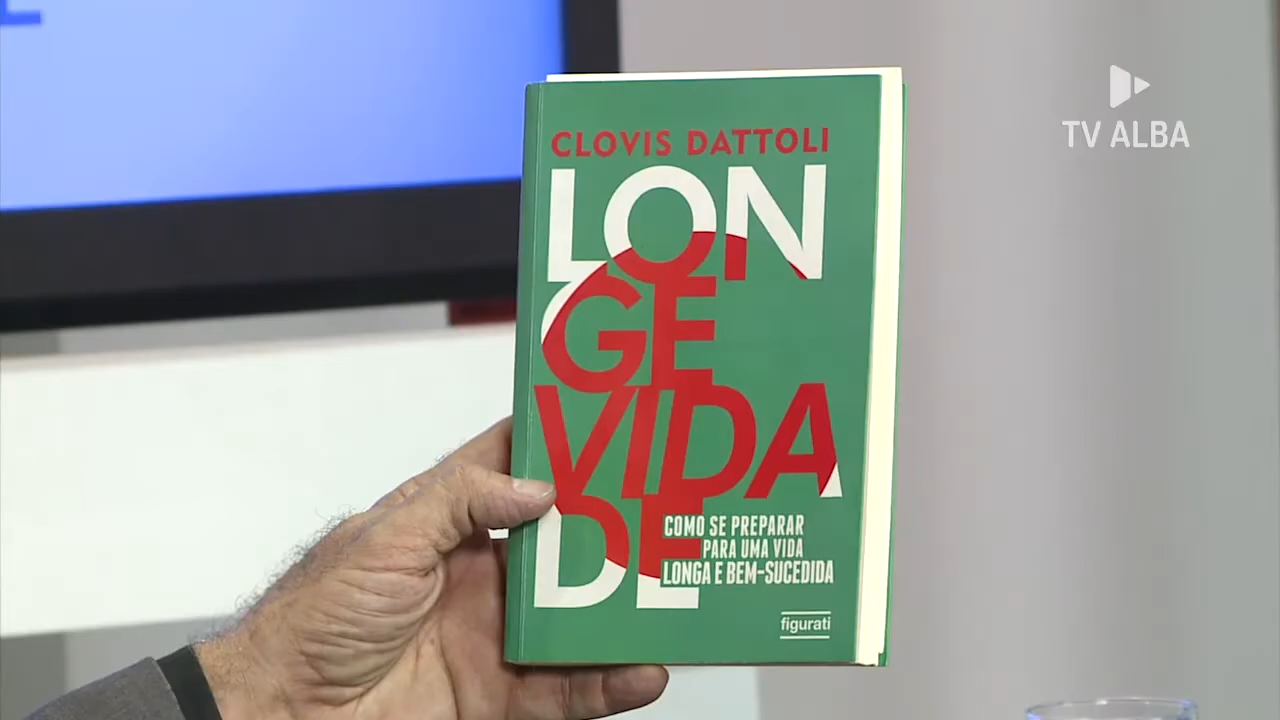 TV ALBA
CLOVIS DATTOLI
LON
GE
VIDA
DE
COMO SE PREPARAR
PARA UMA VIDA
LONGA E BEM-SUCEDIDA
figurati